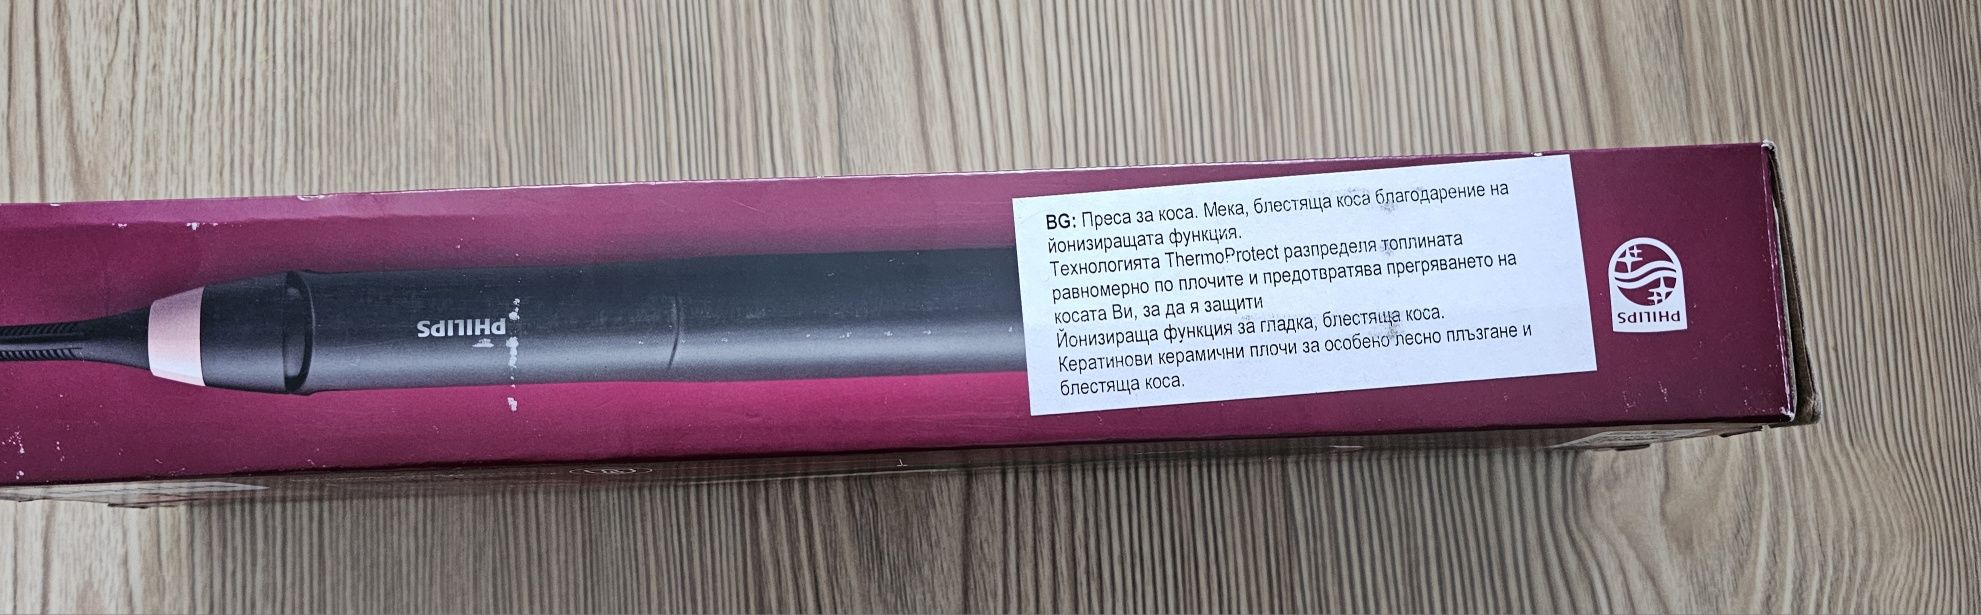 BG: Преса за коса. Мека, блестяща коса благодарение на
йонизиращата функция.
Технологията ThermoProtect разпределя топлината
равномерно по плочите и предотвратява прегряването на
косата Ви, за да я защити
Йонизираща функция за гладка, блестяща коса.
Кератинови керамични плочи за особено лесно плъзгане и
блестяща коса.
PHILIPS
PHILIPS